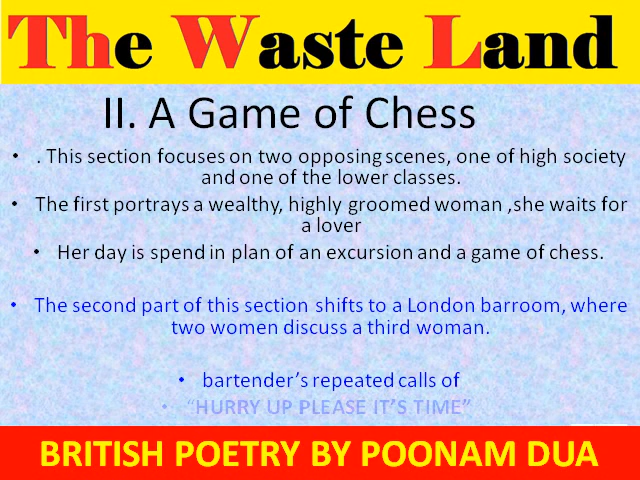 The Waste Land
II. A Game of Chess
• . This section focuses on two opposing scenes, one of high society
and one of the lower classes.
• The first portrays a wealthy, highly groomed woman ,she waits for
a lover
• Her day is spend in plan of an excursion and a game of chess.
• The second part of this section shifts to a London barroom, where
two women discuss a third woman.
• bartender’s repeated calls of
• “HURRY UP PLEASE IT’S TIME”
BRITISH POETRY BY POONAM DUA